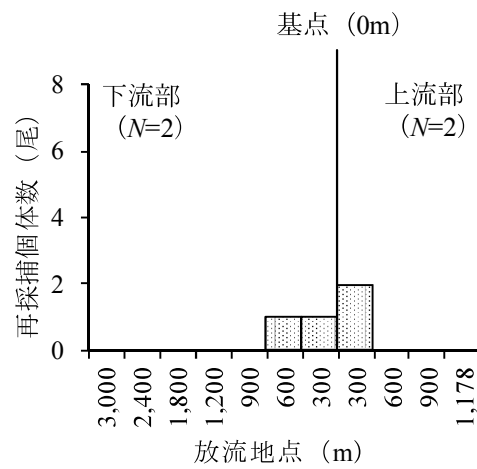 基点（0m）
下流部
（N=2）
上流部
（N=2）
再採捕個体数（尾）
8
6
4
2
0
3,000
2,400
1,800
1,200
900
600
300
300
600
900
1,178
放流地点（m）